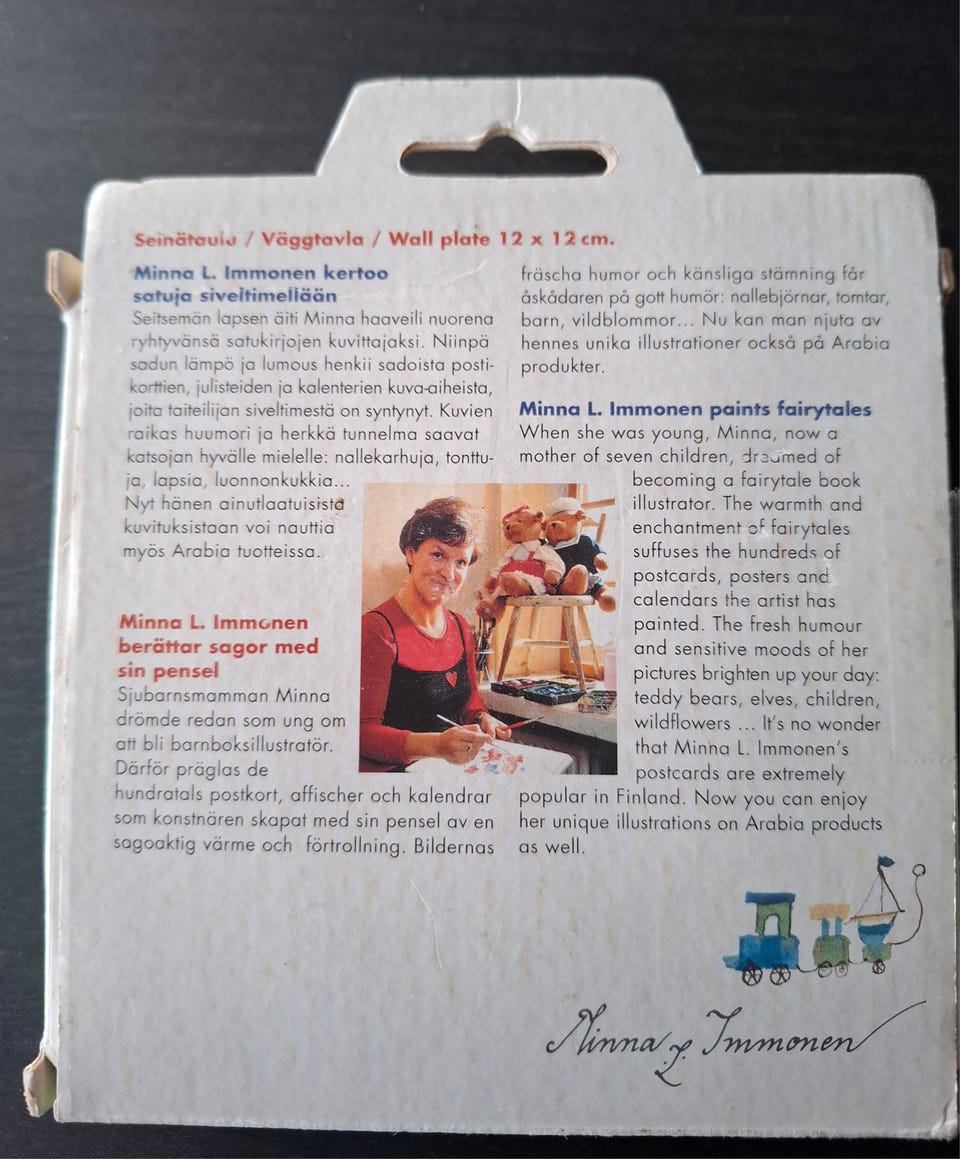 Seinätaulu / Väggtavla / Wall plate 12 x 12 cm.
Minna L. Immonen kertoo
satuja siveltimellään
Seitsemän lapsen äiti Minna haaveili nuorena
ryhtyvänsä satukirjojen kuvittajaksi. Niinpä
sadun lämpö ja lumous henkii sadoista posti-
korttien, julisteiden ja kalenterien kuva-aiheista,
joita taiteilijan siveltimestä on syntynyt. Kuvien
raikas huumori ja herkkä tunnelma saavat
katsojan hyvälle mielelle: nallekarhuja, tonttu-
ja, lapsia, luonnonkukkia...
Nyt hänen ainutlaatuisista
kuvituksistaan voi nauttia
myös Arabia tuotteissa.
Minna L. Immonen
berättar sagor med
sin pensel
Sjubarnsmamman Minna
drömde redan som ung om
att bli barnboksillustratör.
Därför präglas de
hundratals postkort, affischer och kalendrar
som konstnären skapat med sin pensel av en
sagoaktig värme och förtrollning. Bildernas
fräscha humor och känsliga stämning får
åskådaren på gott humör: nallebjörnar, tomtar,
barn, vildblommor... Nu kan man njuta av
hennes unika illustrationer också på Arabia
produkter.
Minna L. Immonen paints fairytales
When she was young, Minna, now a
mother of seven children, dreamed of
becoming a fairytale book
illustrator. The warmth and
enchantment of fairytales
suffuses the hundreds of
postcards, posters and
calendars the artist has
painted. The fresh humour
and sensitive moods of her
pictures brighten up your day:
teddy bears, elves, children,
wildflowers ... It's no wonder
that Minna L. Immonen's
postcards are extremely
popular in Finland. Now you can enjoy
her unique illustrations on Arabia products
as well.
Minna L. Immonen